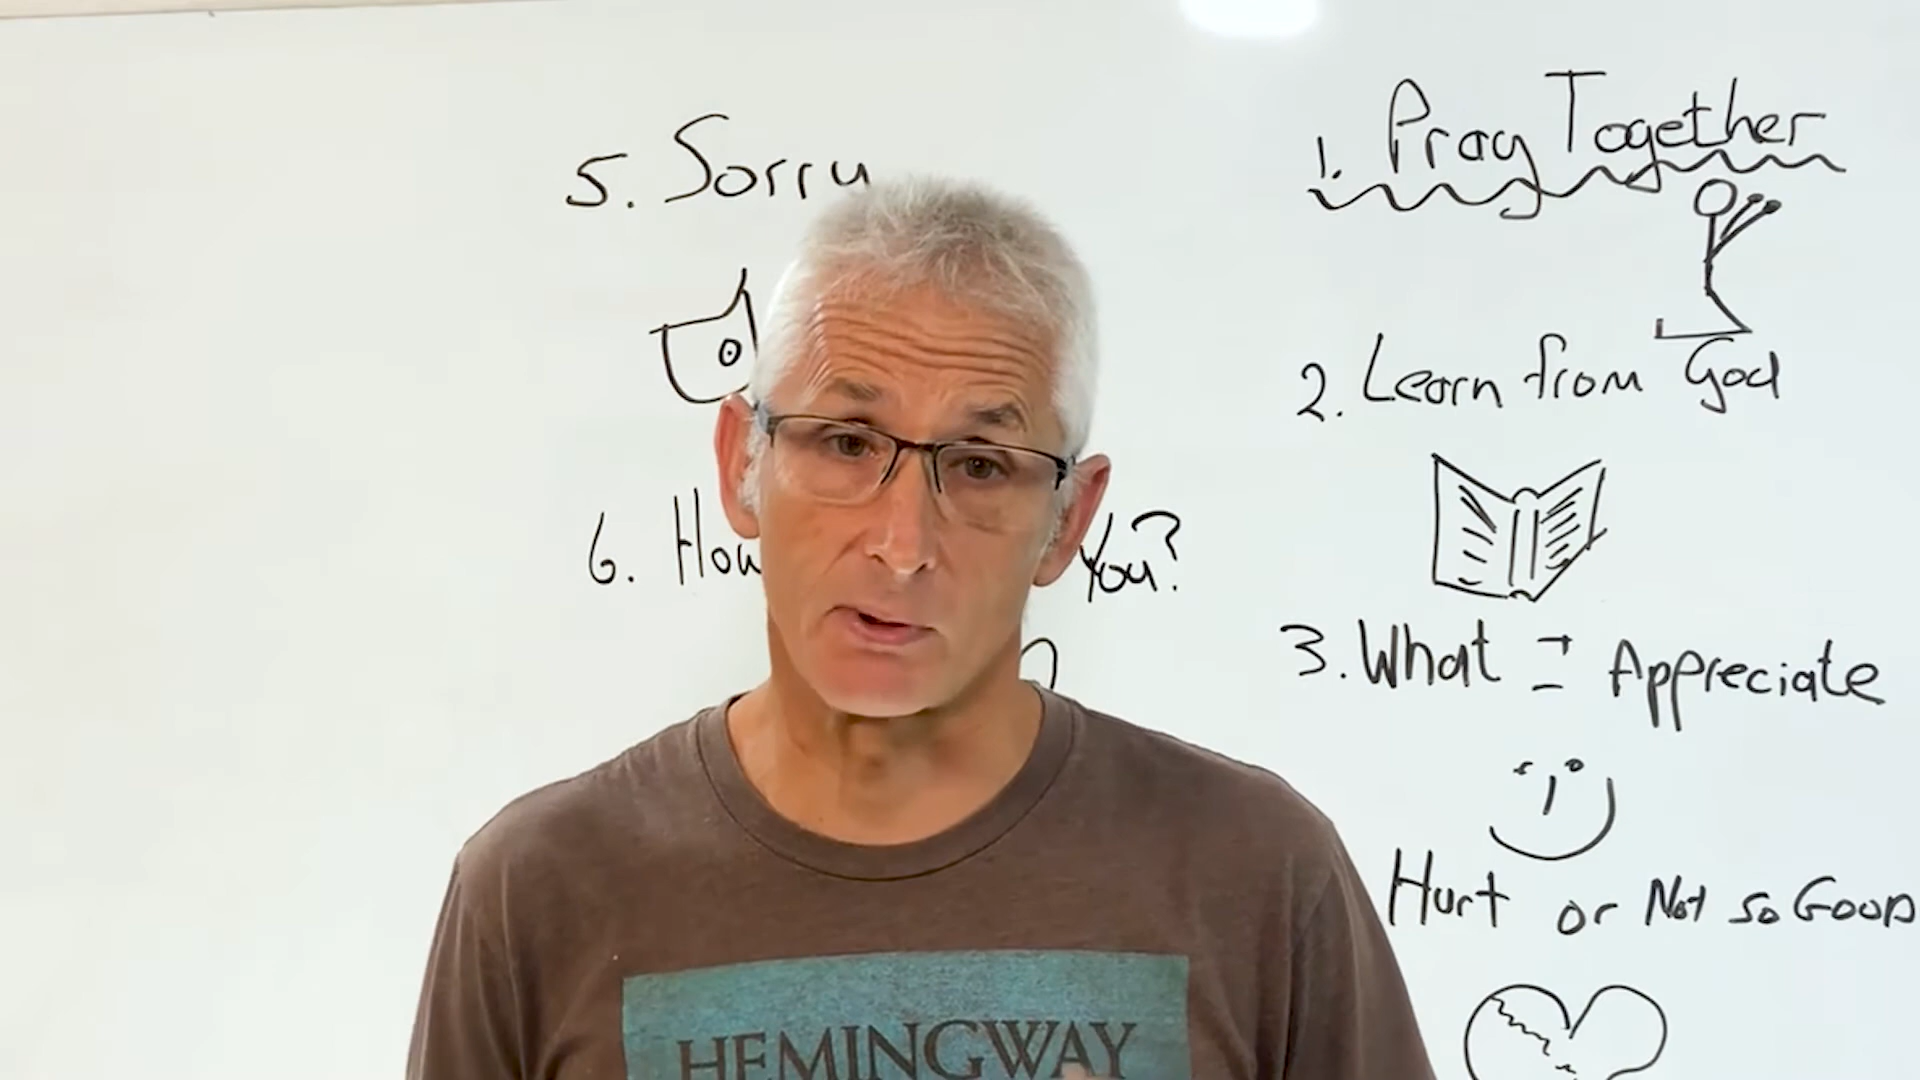 1. Pray Together
2. Learn from God
3. What Appreciate
Hurt or Not so Good
5. Sorry
6. How You?
HEMINGWAY